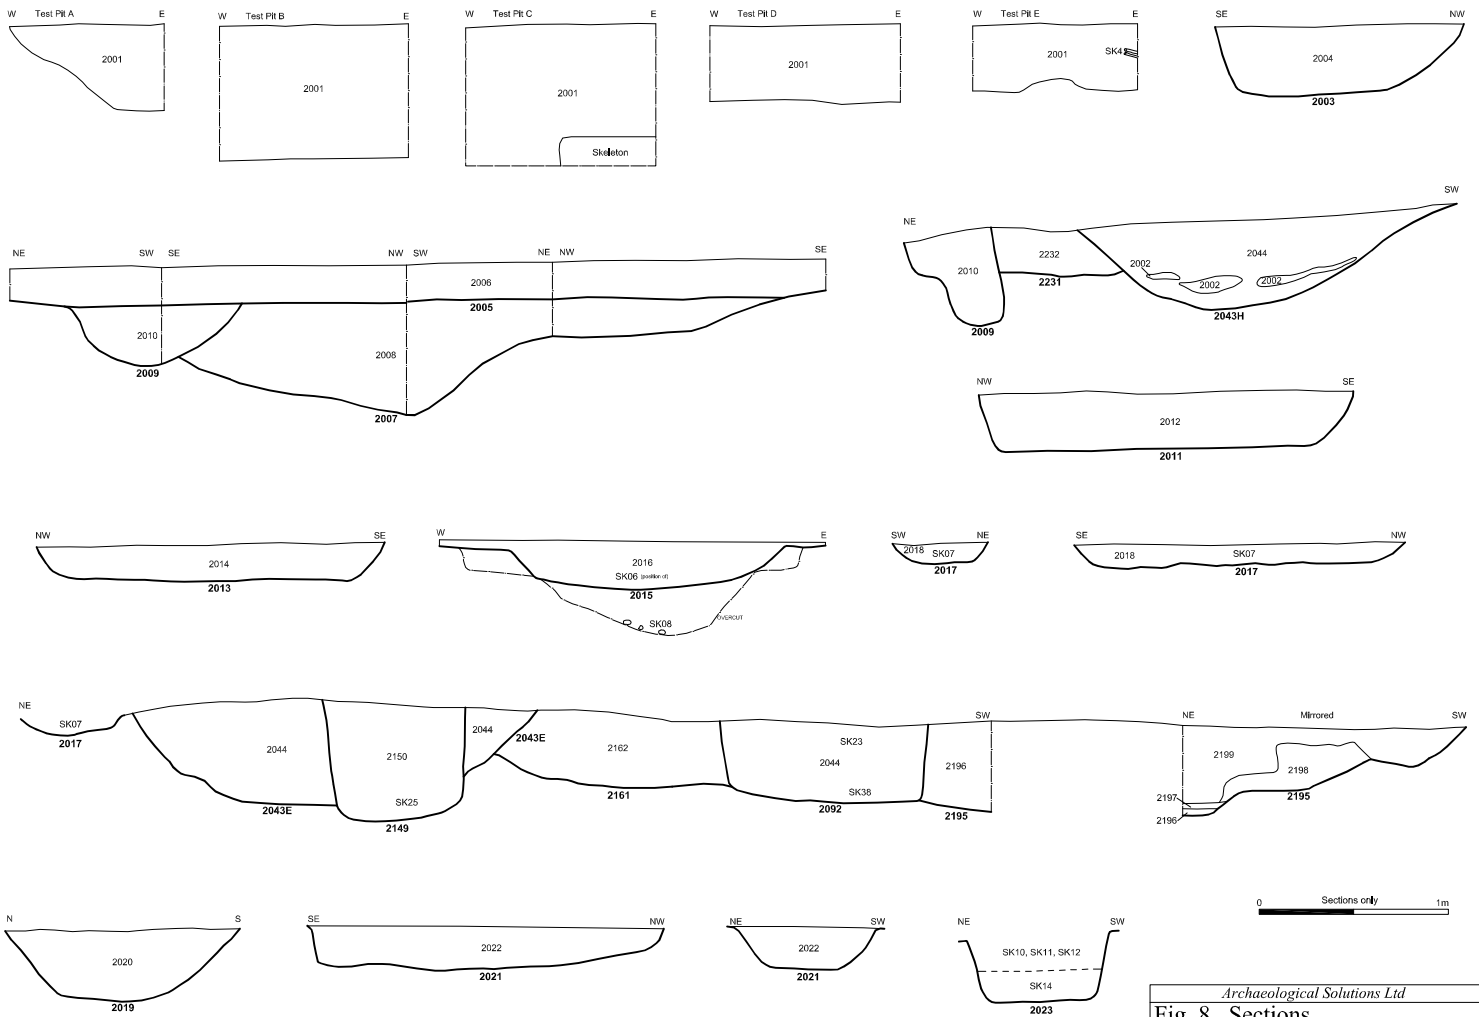 W Test Pit A E
W Test Pit B E
W Test Pit C E
W Test Pit D E
W Test Pit E E
SE NW
2001
2001
2001
Skeleton
2001
2001
2004
2003
NE SW SE NW SW NE NW SE
2006
2005
2010
2009
2008
2007
NE SW
2010
2009
2232
2231
2044
2002
2002
2002
2043H
NW SE
2012
2011
NW SE
2014
2013
W E
2016
SK06 (position of)
2015
SK08
OVERCUT
SW NE
2018 SK07
2017
SE NW
2018 SK07
2017
NE SW
SK07
2017
2044
2043E
2150
SK25
2149
2044
2043E
2162
2161
SK23
2044
SK38
2092
2196
2195
NE Mirrored SW
2199
2198
2197
2196
2195
N S
2020
2019
SE NW
2022
2021
NE SW
2022
2021
NE SW
SK10, SK11, SK12
SK14
2023
0 Sections only 1m
Archaeological Solutions Ltd
Fig. 8 Sections